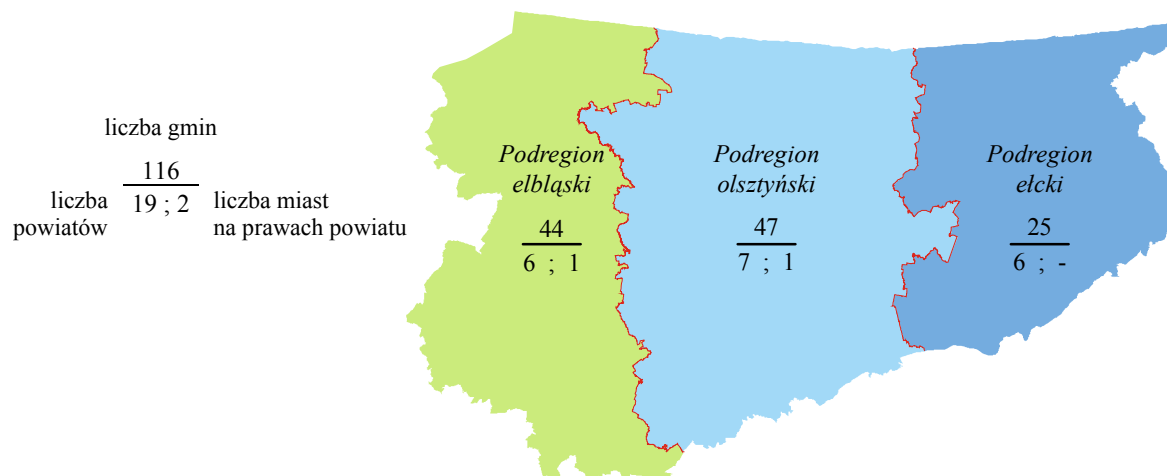 liczba gmin
116
19 ; 2
liczba
powiatów
liczba miast
na prawach powiatu
Podregion
elbląski
44
6 ; 1
Podregion
olsztyński
47
7 ; 1
Podregion
ełcki
25
6 ; -